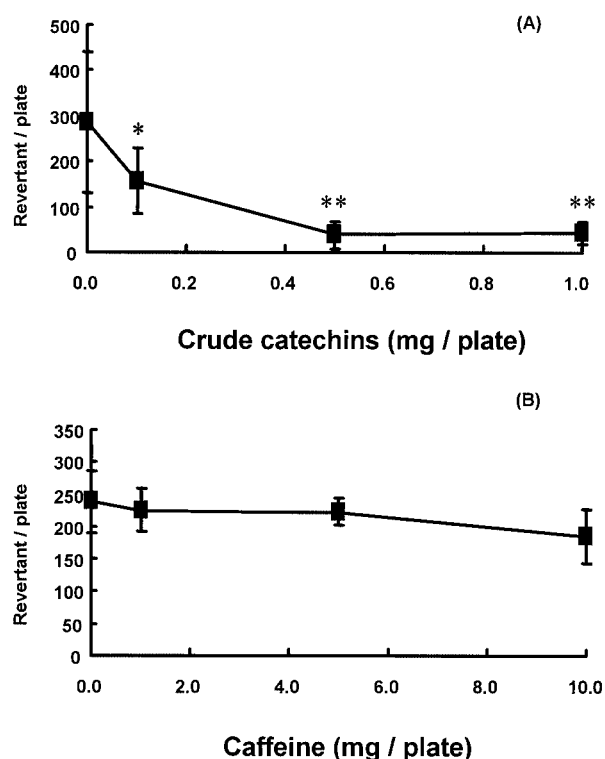 (A)
500
400
300
200
100
0
Revertant / plate
*
**
**
0.0 0.2 0.4 0.6 0.8 1.0
Crude catechins (mg / plate)
(B)
350
300
250
200
150
100
50
0
Revertant / plate
0.0 2.0 4.0 6.0 8.0 10.0
Caffeine (mg / plate)